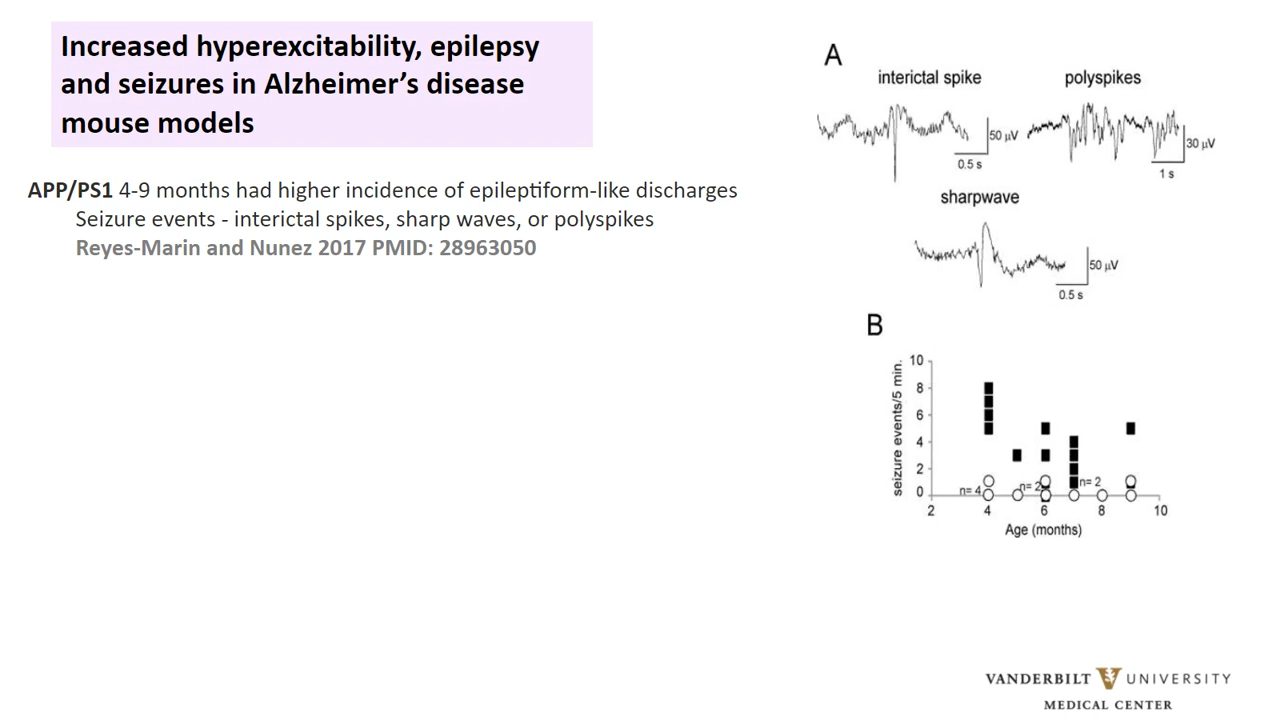 Increased hyperexcitability, epilepsy
and seizures in Alzheimer’s disease
mouse models
APP/PS1 4-9 months had higher incidence of epileptiform-like discharges
Seizure events - interictal spikes, sharp waves, or polyspikes
Reyes-Marin and Nunez 2017 PMID: 28963050
A
interictal spike
polyspikes
50 µV
0.5 s
30 µV
1 s
sharpwave
50 µV
0.5 s
B
seizure events/5 min.
10
8
6
4
2
0
n= 4
n= 2
n= 2
2 4 6 8 10
Age (months)
VANDERBILT UNIVERSITY
MEDICAL CENTER